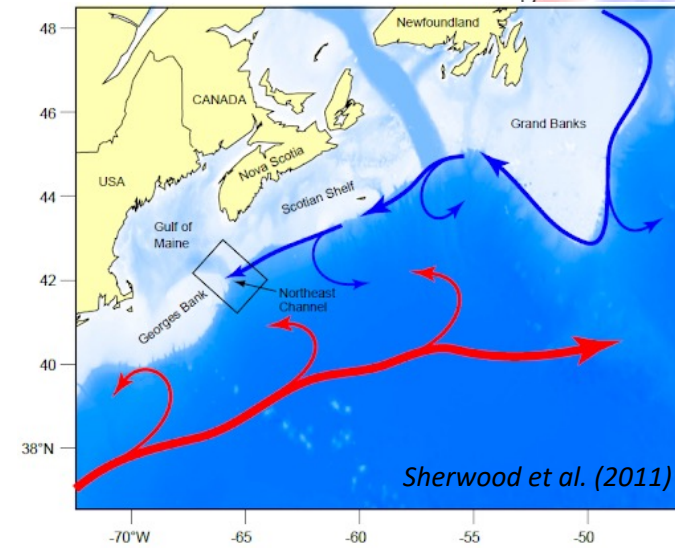 48
46
44
42
40
38°N
Newfoundland
CANADA
Grand Banks
USA
Nova Scotia
Scotian Shelf
Gulf of
Maine
Northeast
Channel
Georges Bank
Sherwood et al. (2011)
-70°W
-65
-60
-55
-50